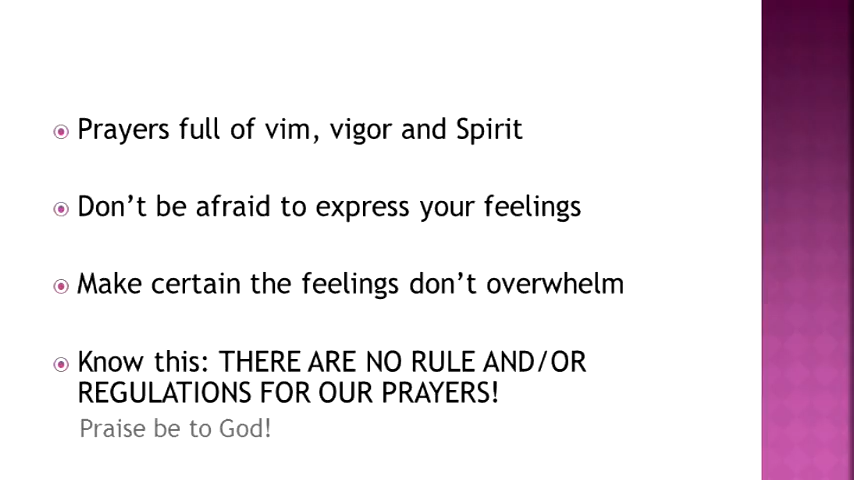 Prayers full of vim, vigor and Spirit
Don’t be afraid to express your feelings
Make certain the feelings don’t overwhelm
Know this: THERE ARE NO RULE AND/OR
REGULATIONS FOR OUR PRAYERS!
Praise be to God!